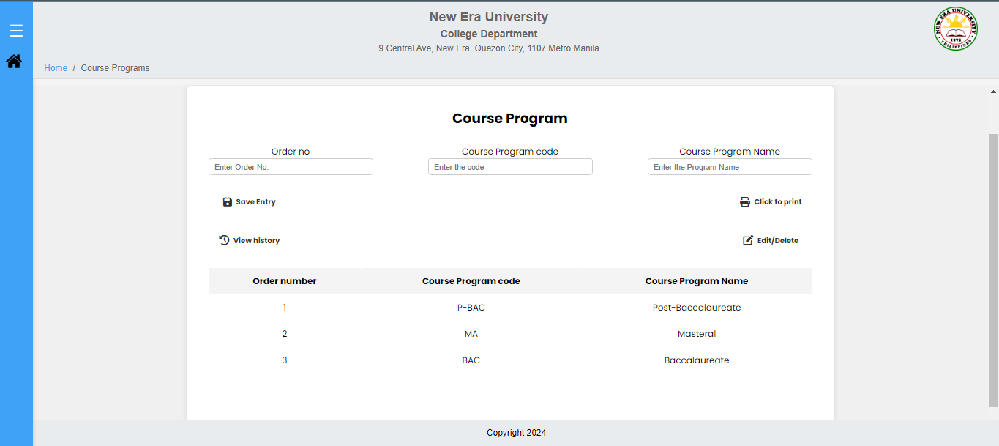 New Era University
College Department
9 Central Ave, New Era, Quezon City, 1107 Metro Manila
NEW ERA UNIVERSITY
1975
PHILIPPINES
Home / Course Programs
Course Program
Order no Course Program code Course Program Name
Enter Order No. Enter the code Enter the Program Name
Save Entry Click to print
View history Edit/Delete
Order number Course Program code Course Program Name
1 P-BAC Post-Baccalaureate
2 MA Masteral
3 BAC Baccalaureate
Copyright 2024